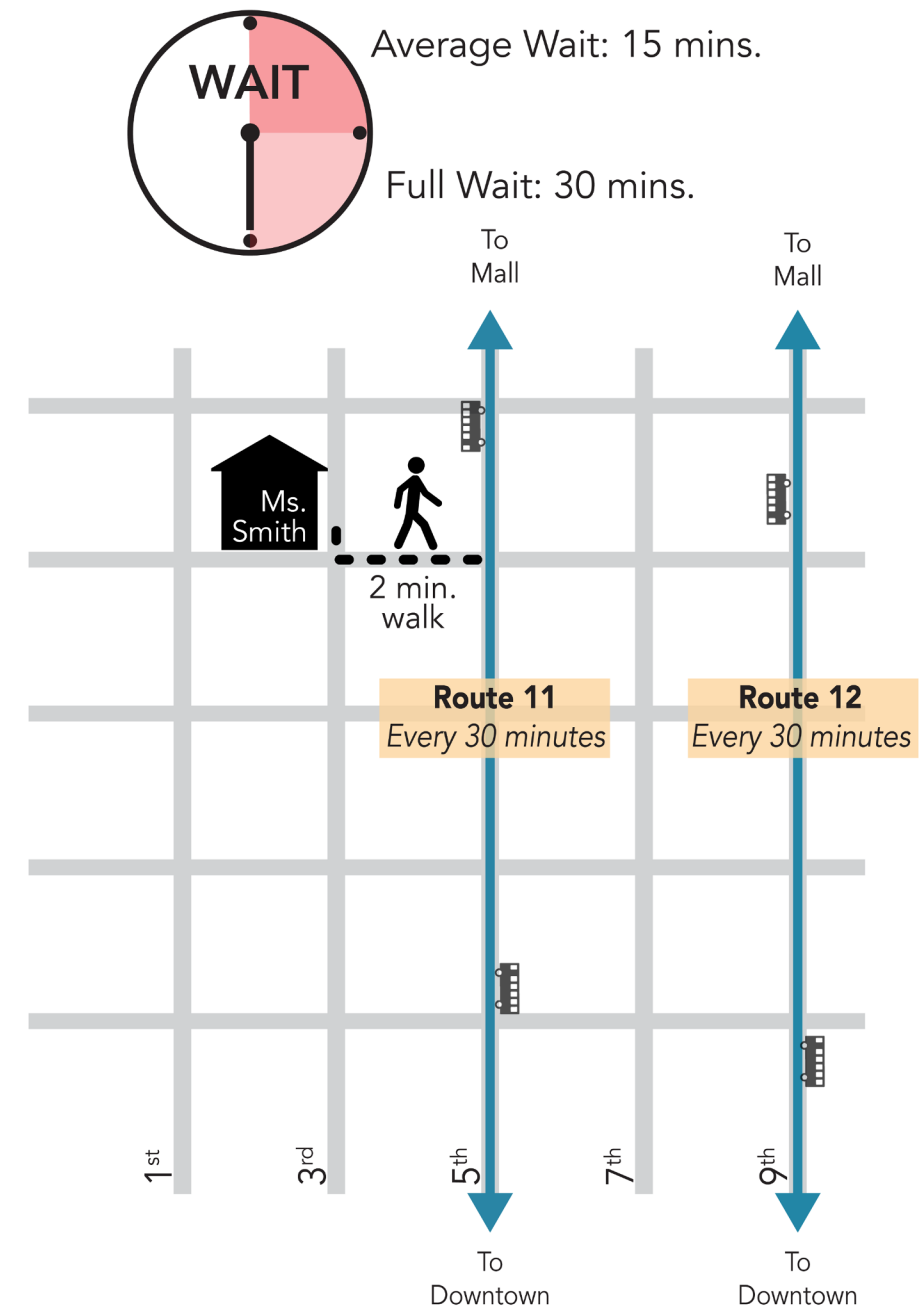 WAIT
Average Wait: 15 mins.
Full Wait: 30 mins.
To
Mall
To
Mall
Ms.
Smith
2 min.
walk
Route 11
Every 30 minutes
Route 12
Every 30 minutes
1st
3rd
5th
7th
9th
To
Downtown
To
Downtown